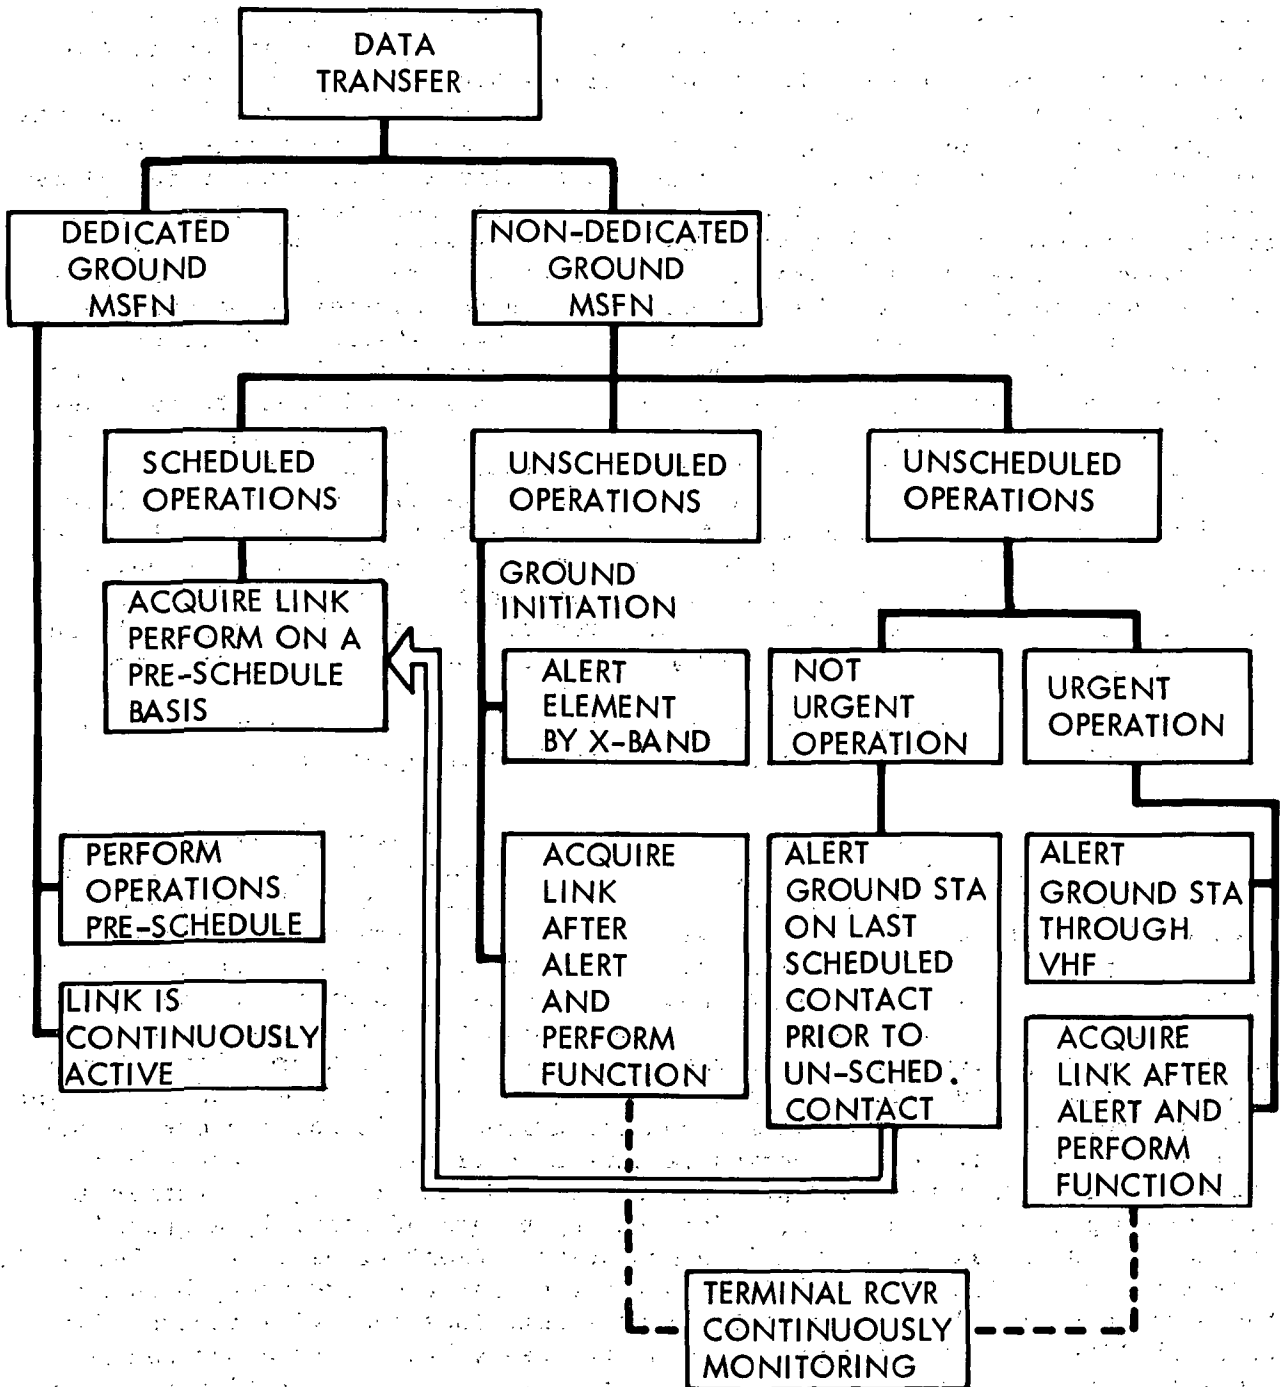 DATA
TRANSFER
DEDICATED
GROUND
MSFN
NON-DEDICATED
GROUND
MSFN
SCHEDULED
OPERATIONS
UNSCHEDULED
OPERATIONS
UNSCHEDULED
OPERATIONS
ACQUIRE LINK
PERFORM ON A
PRE-SCHEDULE
BASIS
GROUND
INITIATION
ALERT
ELEMENT
BY X-BAND
NOT
URGENT
OPERATION
URGENT
OPERATION
PERFORM
OPERATIONS
PRE-SCHEDULE
LINK IS
CONTINUOUSLY
ACTIVE
ACQUIRE
LINK
AFTER
ALERT
AND
PERFORM
FUNCTION
ALERT
GROUND STA
ON LAST
SCHEDULED
CONTACT
PRIOR TO
UN-SCHED.
CONTACT
ALERT
GROUND STA
THROUGH
VHF
ACQUIRE
LINK AFTER
ALERT AND
PERFORM
FUNCTION
TERMINAL RCVR
CONTINUOUSLY
MONITORING